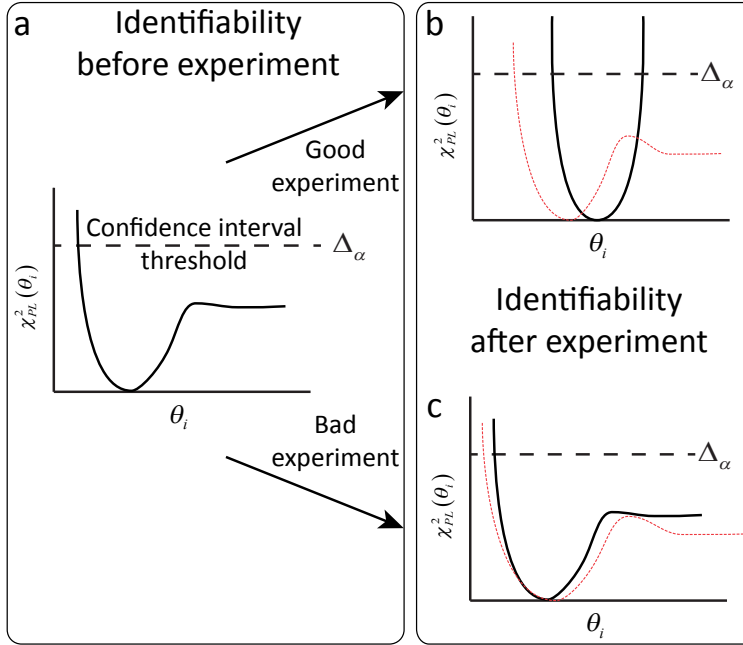 a
Identifiability
before experiment
Good
experiment
Confidence interval
threshold
Δα
χ²PL(θi)
θi
Bad
experiment
b
Δα
χ²PL(θi)
θi
Identifiability
after experiment
c
Δα
χ²PL(θi)
θi